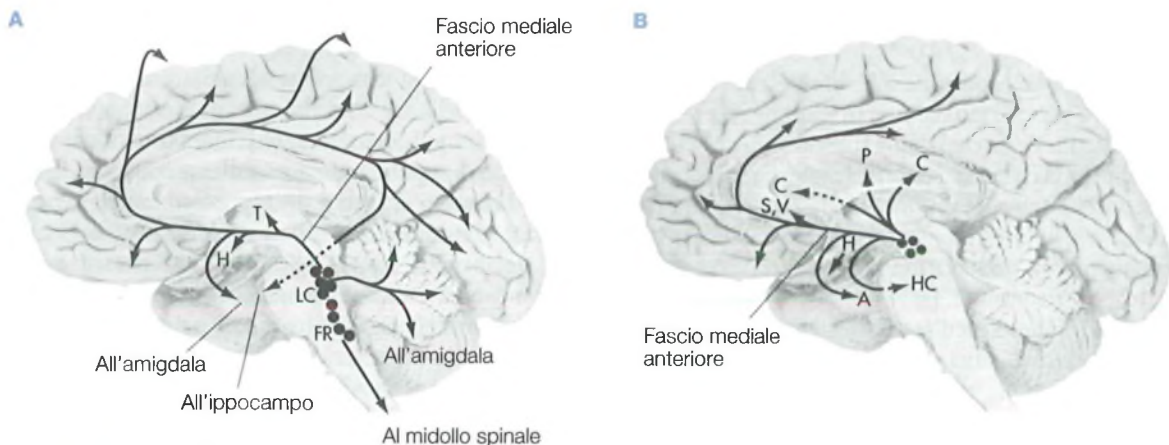 A
Fascio mediale
anteriore
T
H
LC
FR
All'amigdala
All'amigdala
All'ippocampo
Al midollo spinale
B
P
C
C
S,V
H
A
HC
Fascio mediale
anteriore